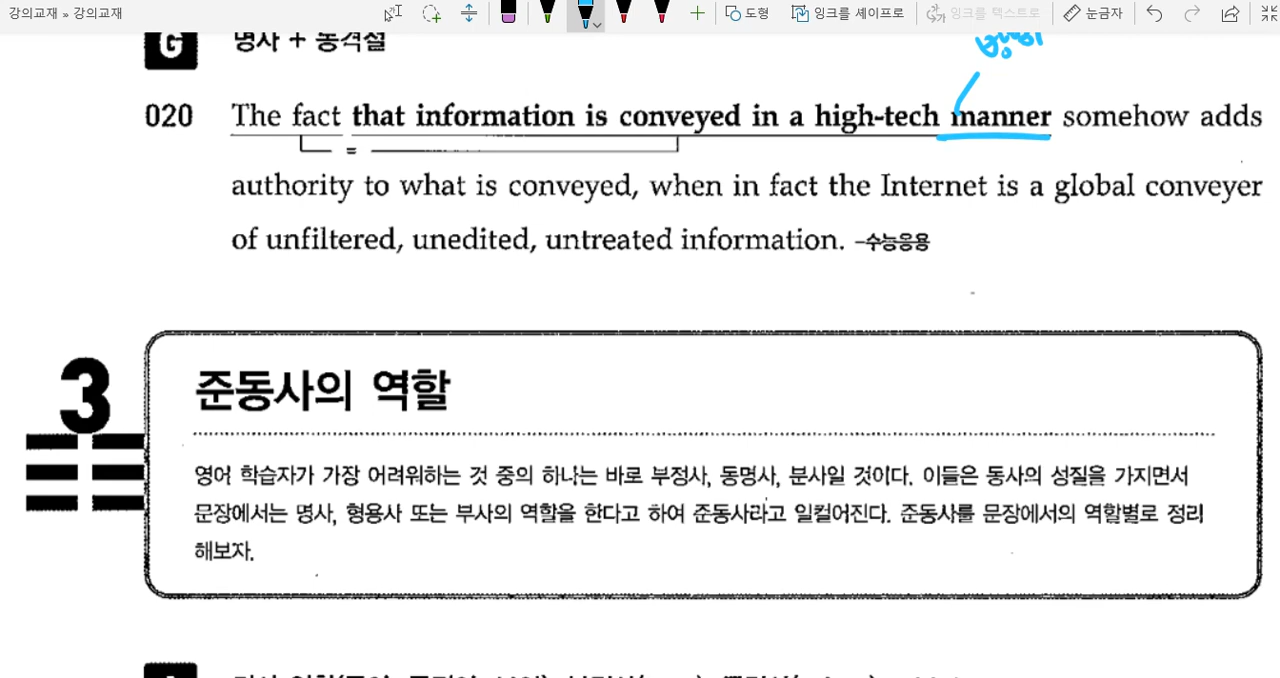 강의교재 » 강의교재
도형 잉크를 셰이프로 잉크를 텍스트로 눈금자
G 명사 + 동격절
020 The fact that information is conveyed in a high-tech manner somehow adds
=
authority to what is conveyed, when in fact the Internet is a global conveyer
of unfiltered, unedited, untreated information. –수능응용
3
준동사의 역할
영어 학습자가 가장 어려워하는 것 중의 하나는 바로 부정사, 동명사, 분사일 것이다. 이들은 동사의 성질을 가지면서
문장에서는 명사, 형용사 또는 부사의 역할을 한다고 하여 준동사라고 일컬어진다. 준동사를 문장에서의 역할별로 정리
해보자.